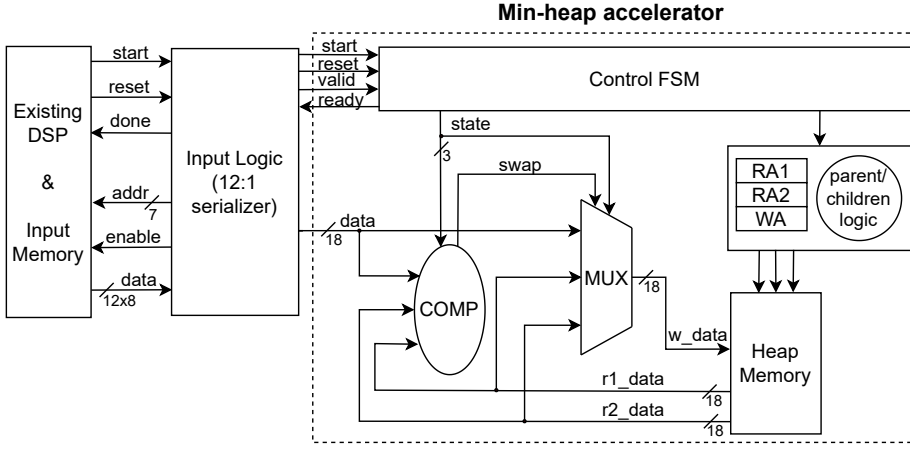 Min-heap accelerator
start
reset
done
addr
7
enable
data
12x8
Existing
DSP
&
Input
Memory
Input Logic
(12:1
serializer)
start
reset
valid
ready
Control FSM
state
3
swap
data
18
COMP
MUX
18
w_data
RA1
RA2
WA
parent/
children
logic
Heap
Memory
r1_data
18
r2_data
18